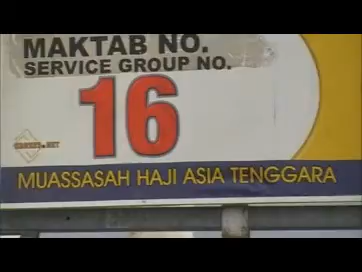 MAKTAB NO.
SERVICE GROUP NO.
16
MUASSASAH HAJI ASIA TENGGARA